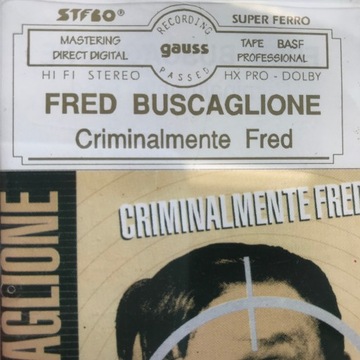 STEBO® RECORDING SUPER FERRO
MASTERING gauss TAPE BASF
DIRECT DIGITAL PROFESSIONAL
HI FI STEREO PASSED HX PRO - DOLBY
FRED BUSCAGLIONE
Criminalmente Fred
AGLIONE
CRIMINALMENTE FRED